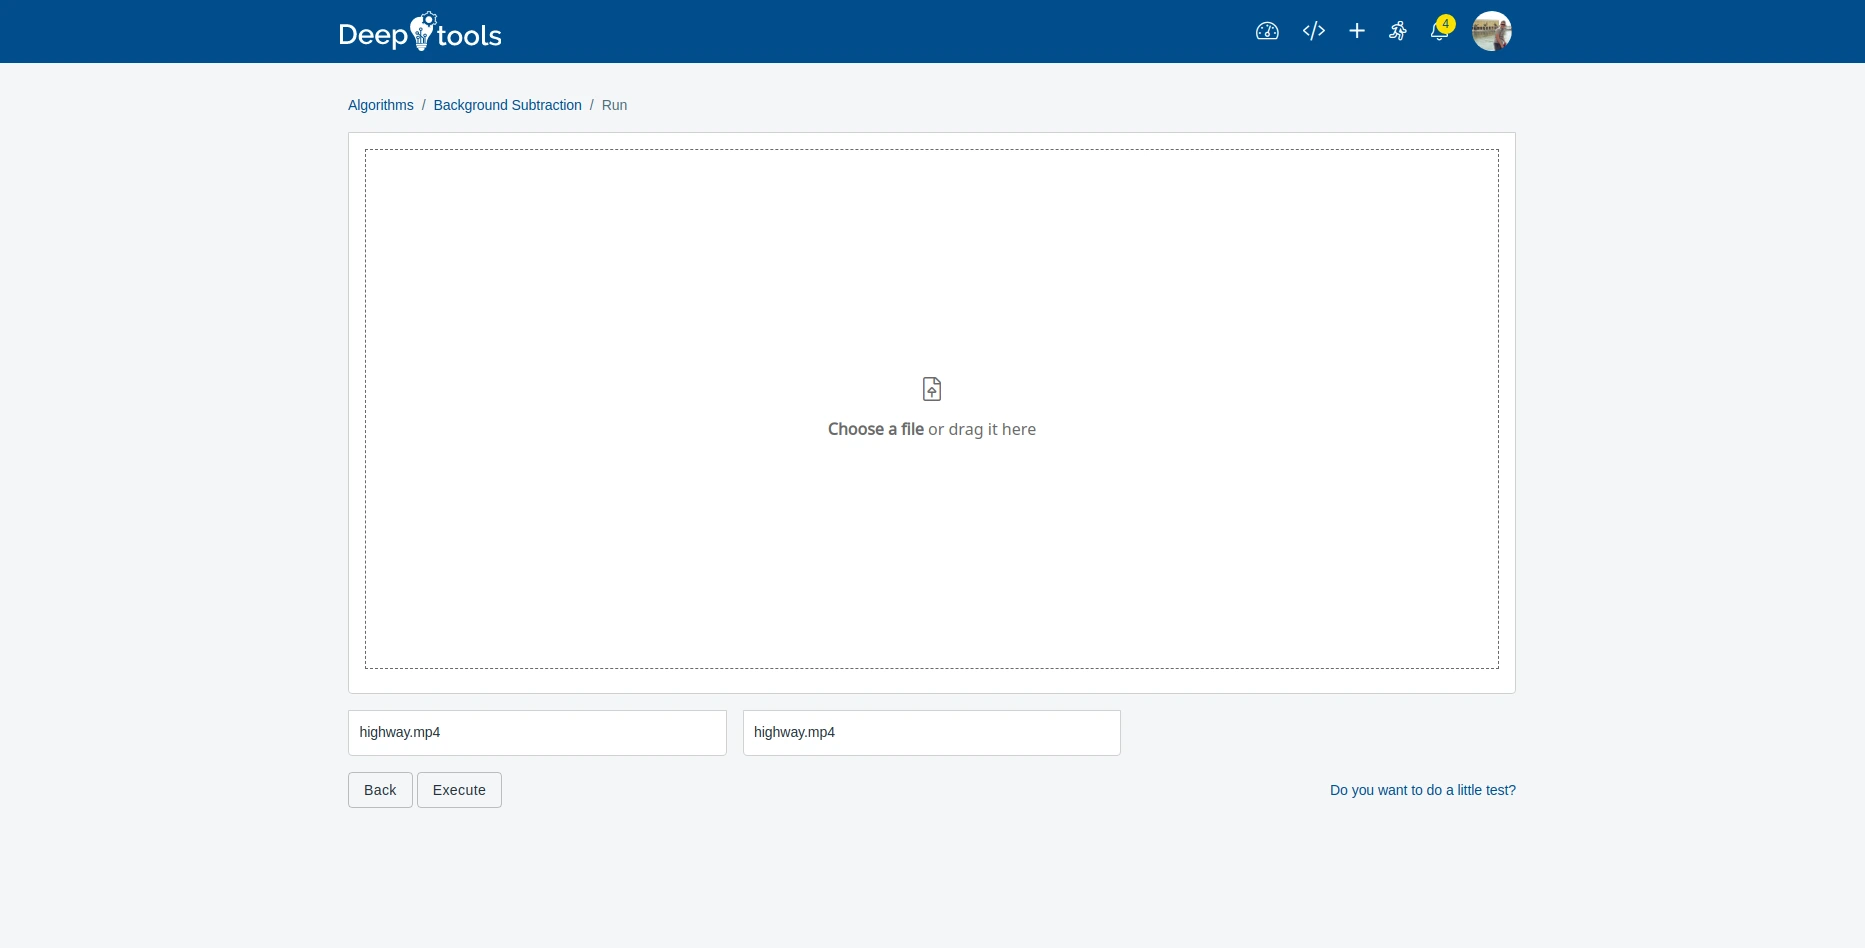 Deep tools
4
Algorithms / Background Subtraction / Run
Choose a file or drag it here
highway.mp4 highway.mp4
Back Execute Do you want to do a little test?